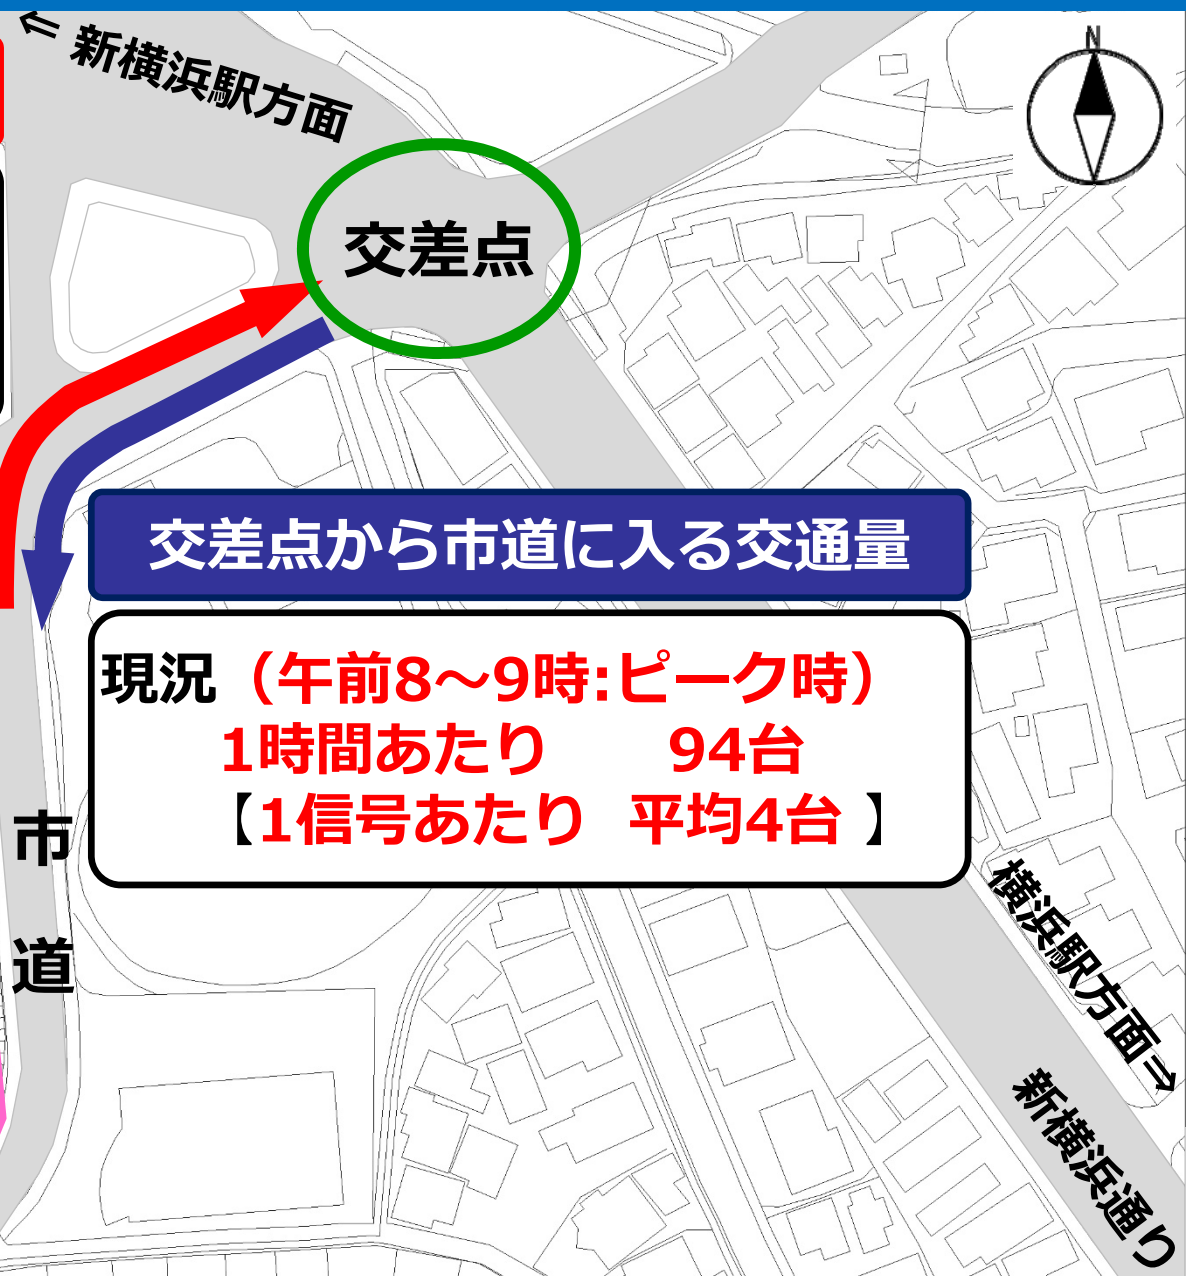 ⇐ 新横浜駅方面
N
交差点
交差点から市道に入る交通量
現況（午前8～9時:ピーク時）
1時間あたり 94台
【1信号あたり 平均4台 】
市道
横浜駅方面⇒
新横浜通り